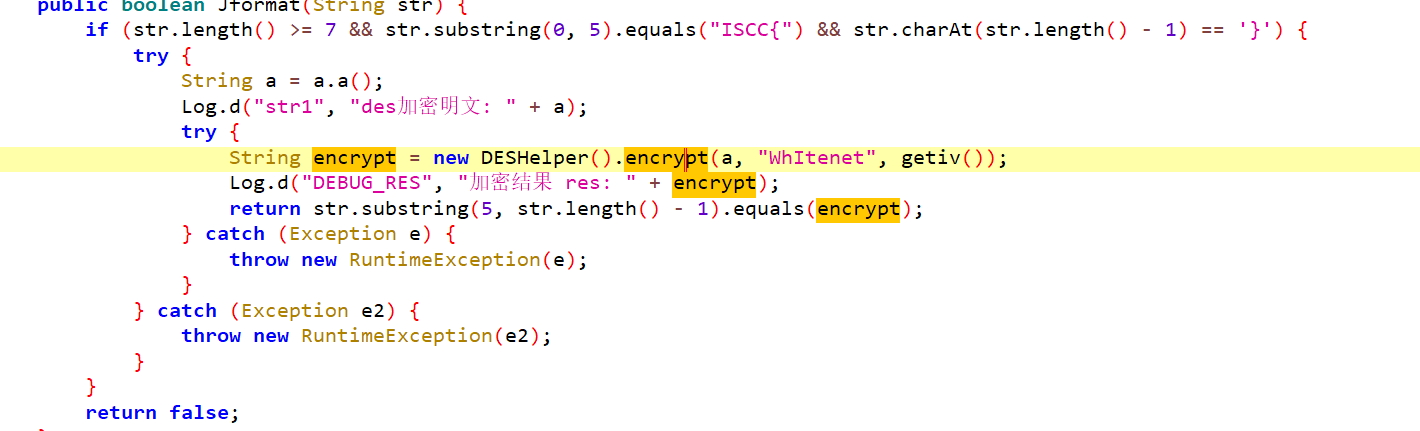 public boolean Jformat(String str) {
if (str.length() >= 7 && str.substring(0, 5).equals("ISCC{") && str.charAt(str.length() - 1) == '}') {
try {
String a = a.a();
Log.d("str1", "des加密明文: " + a);
try {
String encrypt = new DESHelper().encrypt(a, "WhItenet", getiv());
Log.d("DEBUG_RES", "加密结果 res: " + encrypt);
return str.substring(5, str.length() - 1).equals(encrypt);
} catch (Exception e) {
throw new RuntimeException(e);
}
} catch (Exception e2) {
throw new RuntimeException(e2);
}
}
return false;